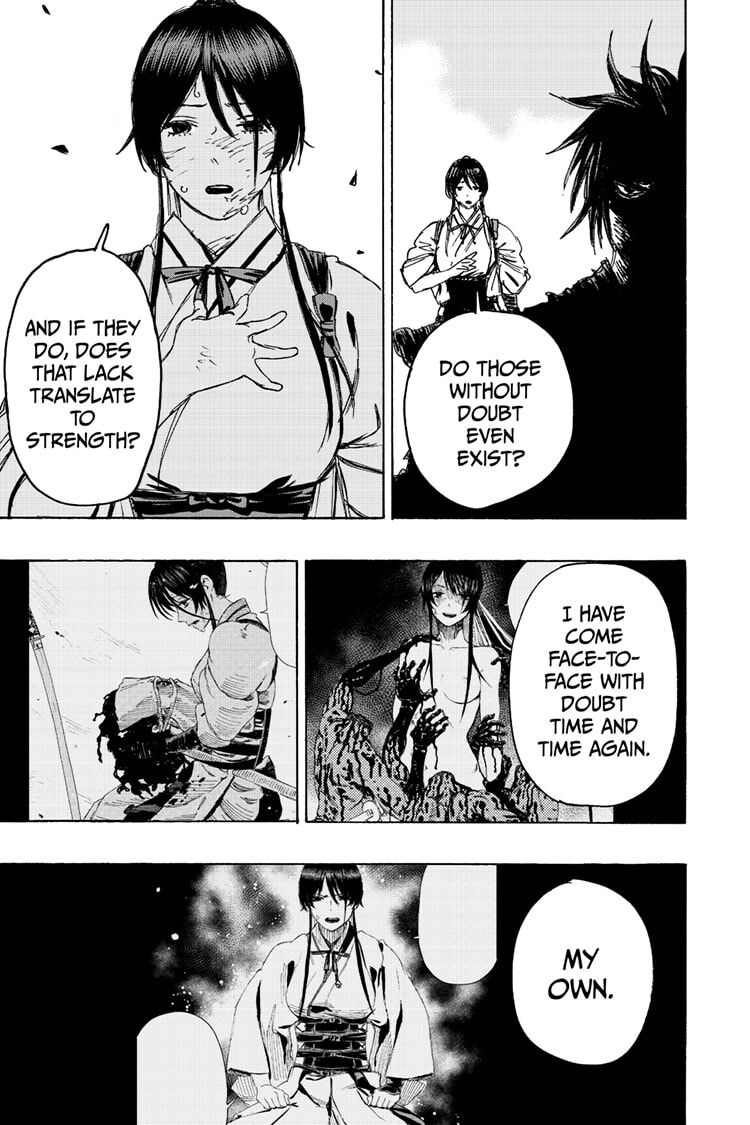 DO THOSE
WITHOUT
DOUBT
EVEN
EXIST?
AND IF THEY
DO, DOES
THAT LACK
TRANSLATE
TO
STRENGTH?
I HAVE
COME
FACE-TO-
FACE WITH
DOUBT
TIME AND
TIME AGAIN.
MY
OWN.